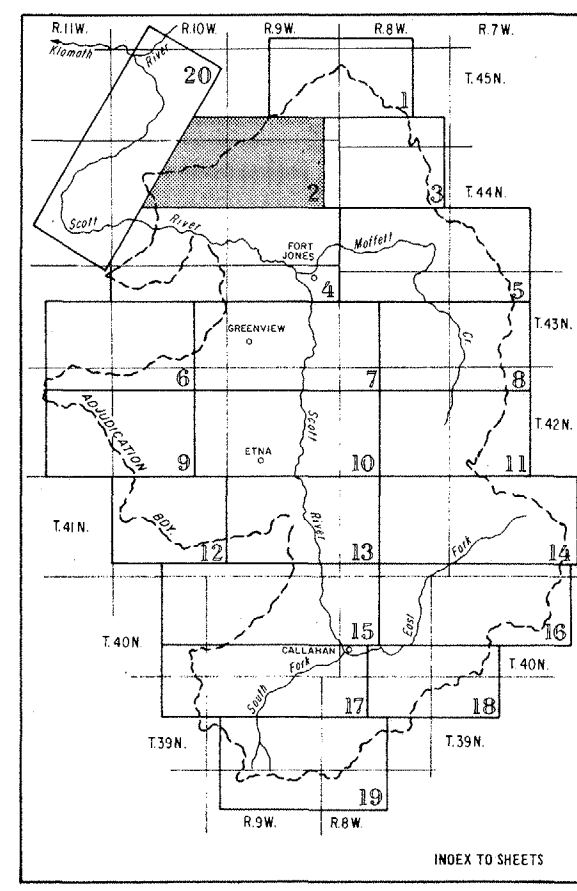 R.11W. R.10W. R.9W. R.8W. R.7W.
Klamath River
20
T.45N.
1
2
3
T.44N.
Scott River
FORT JONES
Moffett
4
5
GREENVIEW
Cr.
T.43N.
6
7
8
ADJUDICATION
Scott
T.42N.
ETNA
9
10
11
T.41N.
BDY.
River
Fork
12
13
14
East
T.40N.
15
16
CALLAHAN
Fork
T.40N.
South
17
18
T.39N.
T.39N.
19
R.9W. R.8W.
INDEX TO SHEETS